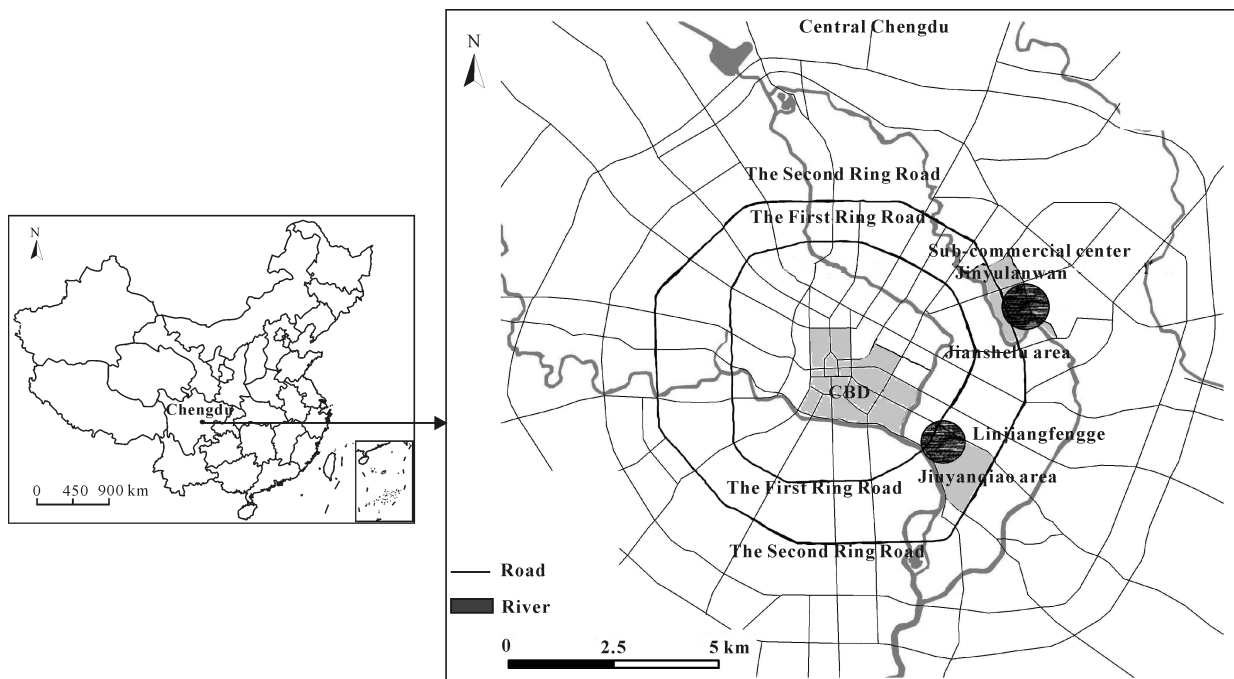 N
Chengdu
0 450 900 km
Central Chengdu
N
The Second Ring Road
The First Ring Road
Sub-commercial center
Jinyulanwan
Jianshelu area
CBD
Linjiangfengge
Jiuyanqiao area
The First Ring Road
The Second Ring Road
Road
River
0 2.5 5 km